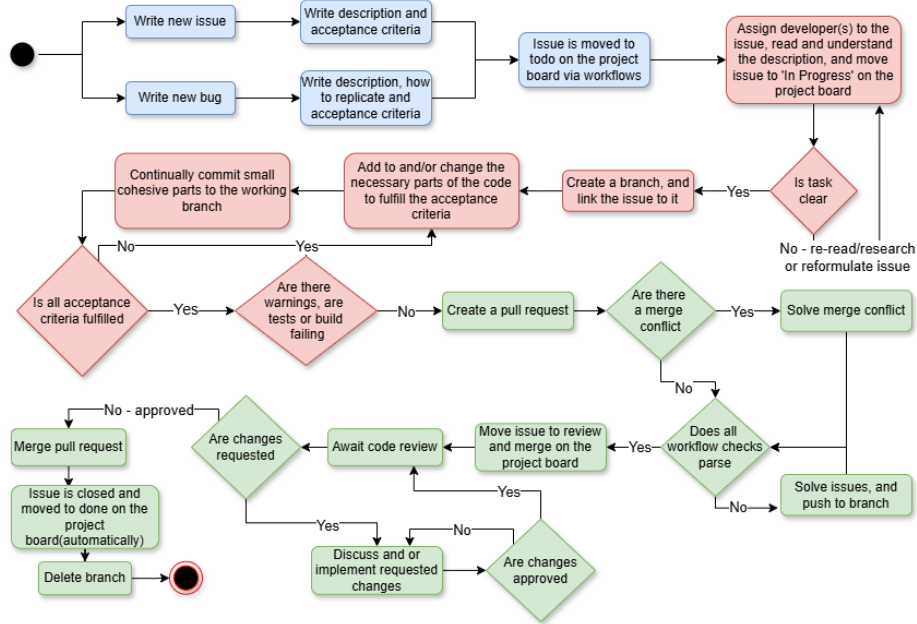 Write new issue
Write description and
acceptance criteria
Issue is moved to
todo on the project
board via workflows
Assign developer(s) to the
issue, read and understand
the description, and move
issue to 'In Progress' on the
project board
Write new bug
Write description, how
to replicate and
acceptance criteria
Is task
clear
No - re-read/research
or reformulate issue
Yes
Create a branch, and
link the issue to it
Add to and/or change the
necessary parts of the code
to fulfill the acceptance
criteria
Continually commit small
cohesive parts to the working
branch
No
Yes
Is all acceptance
criteria fulfilled
Yes
Are there
warnings, are
tests or build
failing
No
Create a pull request
Are there
a merge
conflict
Yes
Solve merge conflict
No
Does all
workflow checks
parse
No
Solve issues, and
push to branch
Yes
Move issue to review
and merge on the
project board
Await code review
Are changes
requested
Yes
Discuss and or
implement requested
changes
No
Yes
Are changes
approved
No - approved
Merge pull request
Issue is closed and
moved to done on the
project
board(automatically)
Delete branch